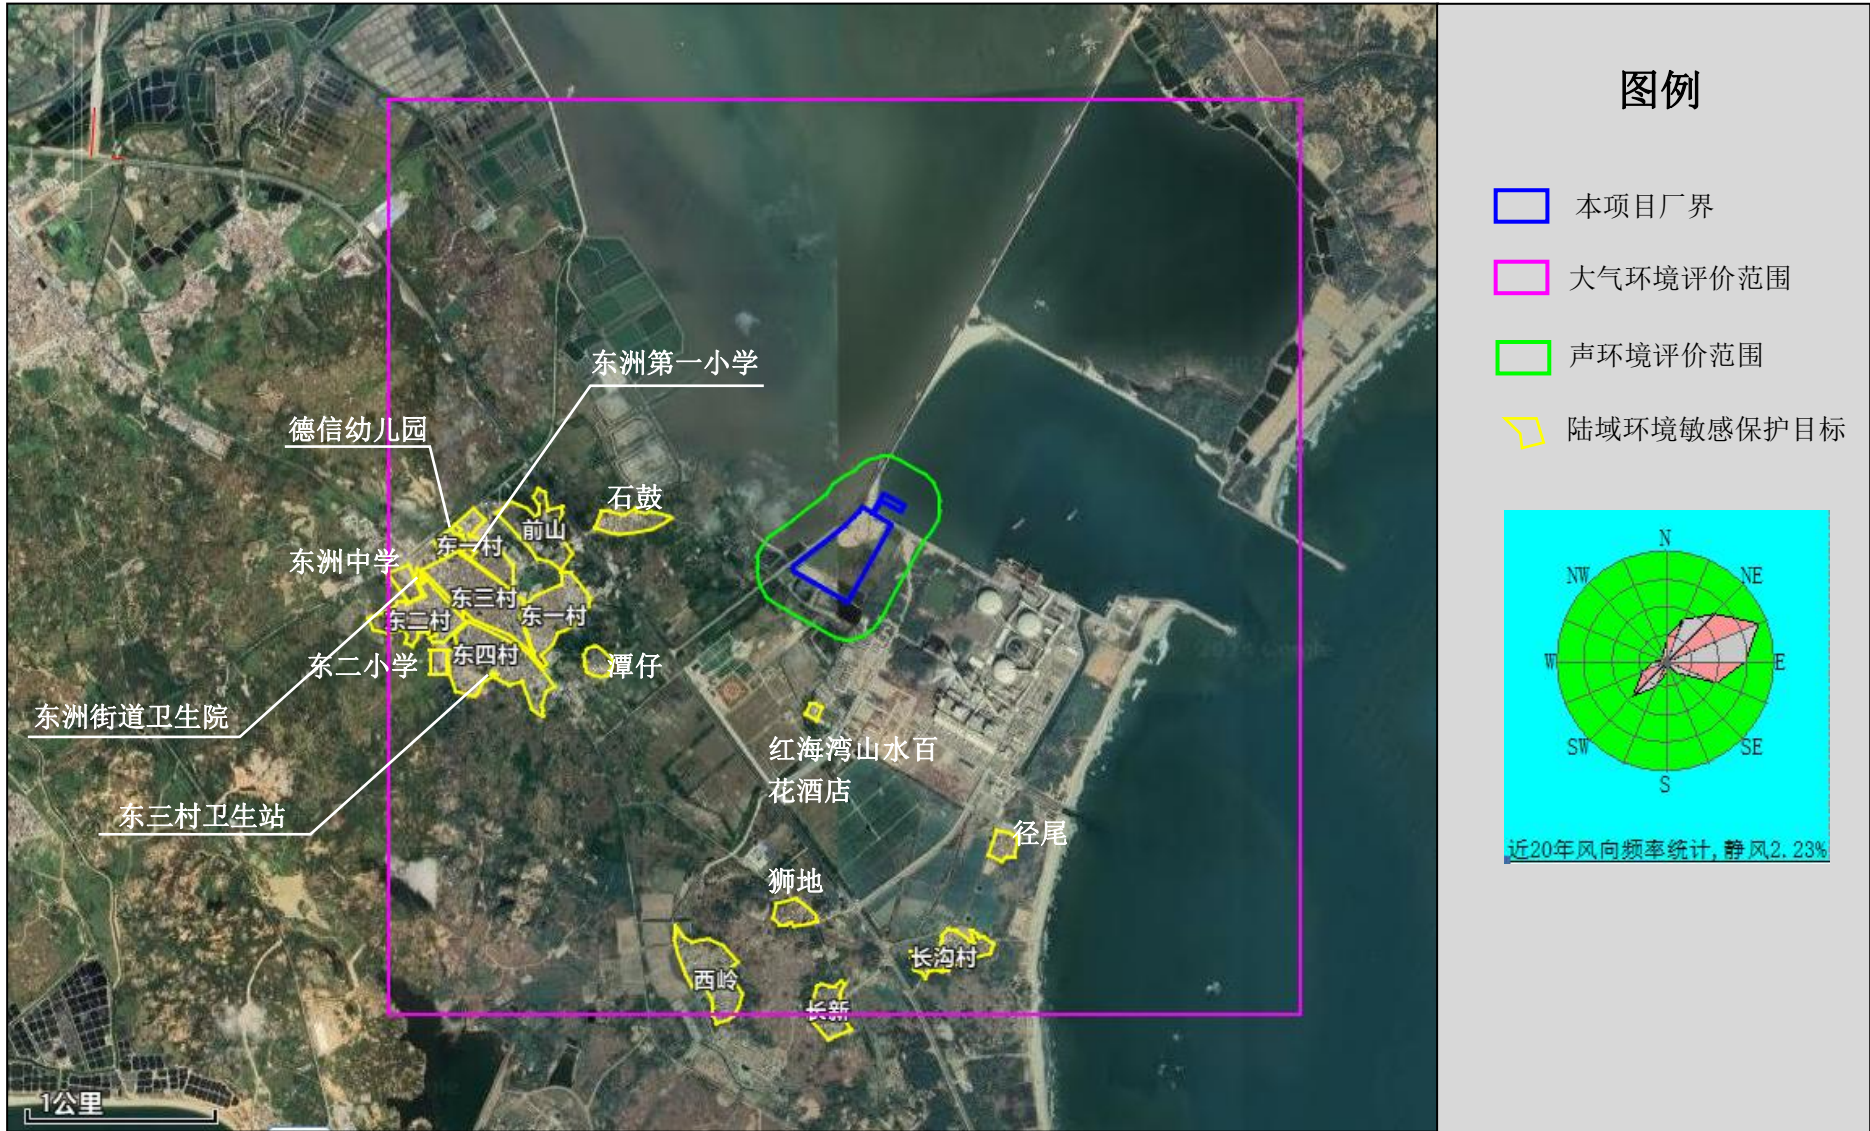 图例
本项目厂界
大气环境评价范围
声环境评价范围
陆域环境敏感保护目标
东洲第一小学
德信幼儿园
石鼓
前山
东一村
东洲中学
东三村
东一村
东二村
东四村
东二小学
潭仔
东洲街道卫生院
红海湾山水百
花酒店
东三村卫生站
径尾
狮地
长沟村
西岭
长新
1公里
N
NW
NE
W
E
SW
SE
S
近20年风向频率统计,静风2.23%